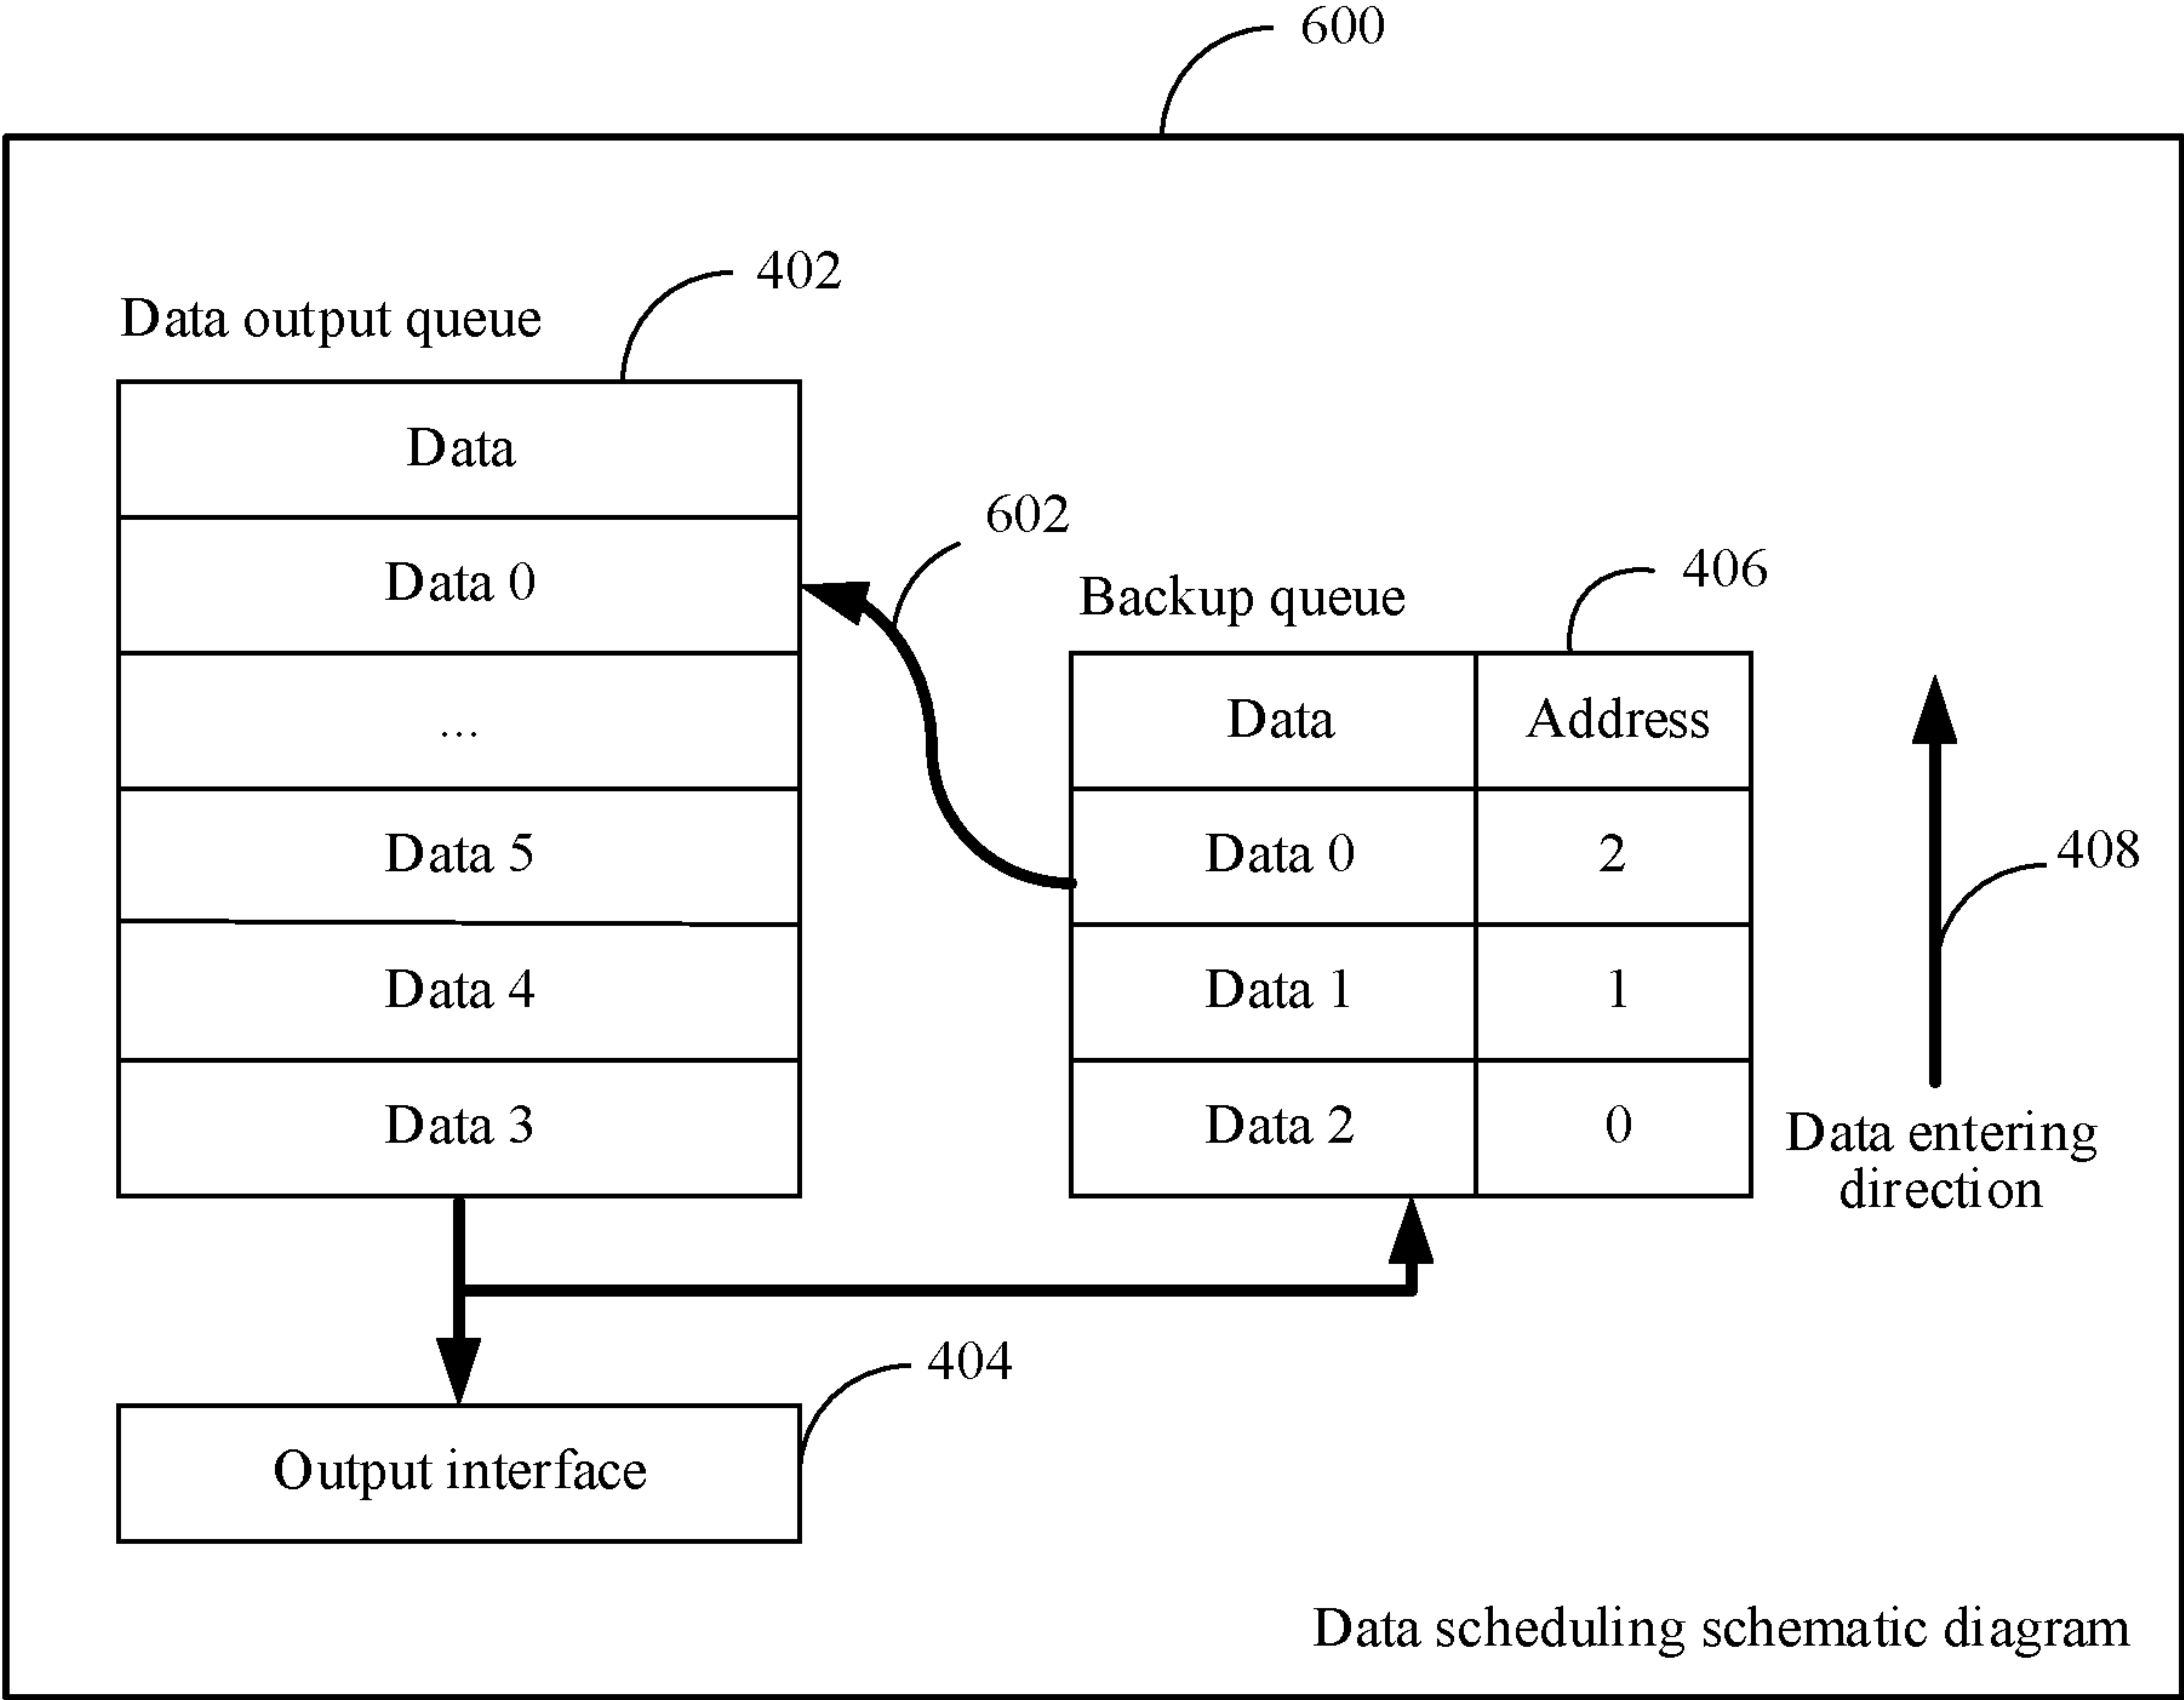 600
402
Data output queue
Data
602
Data 0
406
Backup queue
...
Data Address
Data 5
Data 0 2
408
Data 4
Data 1 1
Data 3
Data 2 0
Data entering
direction
404
Output interface
Data scheduling schematic diagram